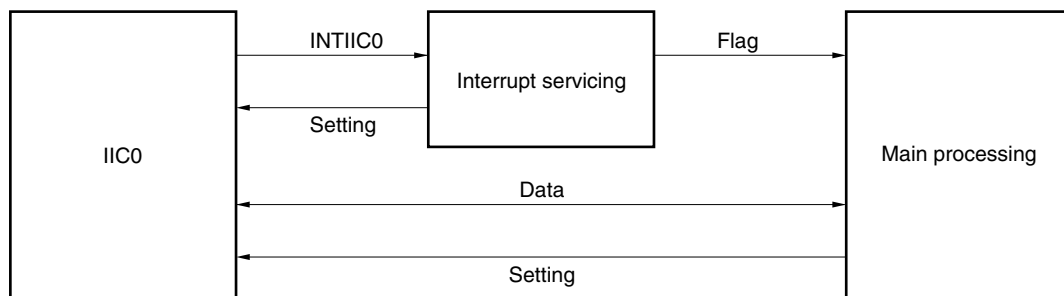 INTIIC0
Flag
Interrupt servicing
Setting
IIC0
Main processing
Data
Setting